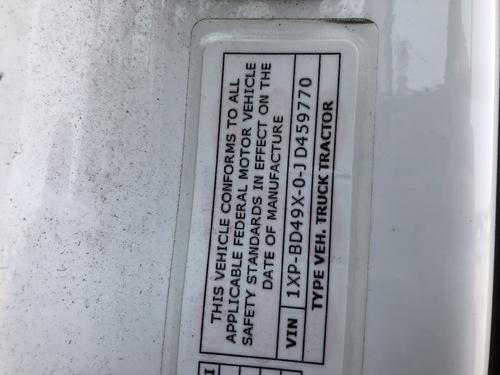 THIS VEHICLE CONFORMS TO ALL
APPLICABLE FEDERAL MOTOR VEHICLE
SAFETY STANDARDS IN EFFECT ON THE
DATE OF MANUFACTURE
VIN 1XP-BD49X-0-JD459770
TYPE VEH. TRUCK TRACTOR